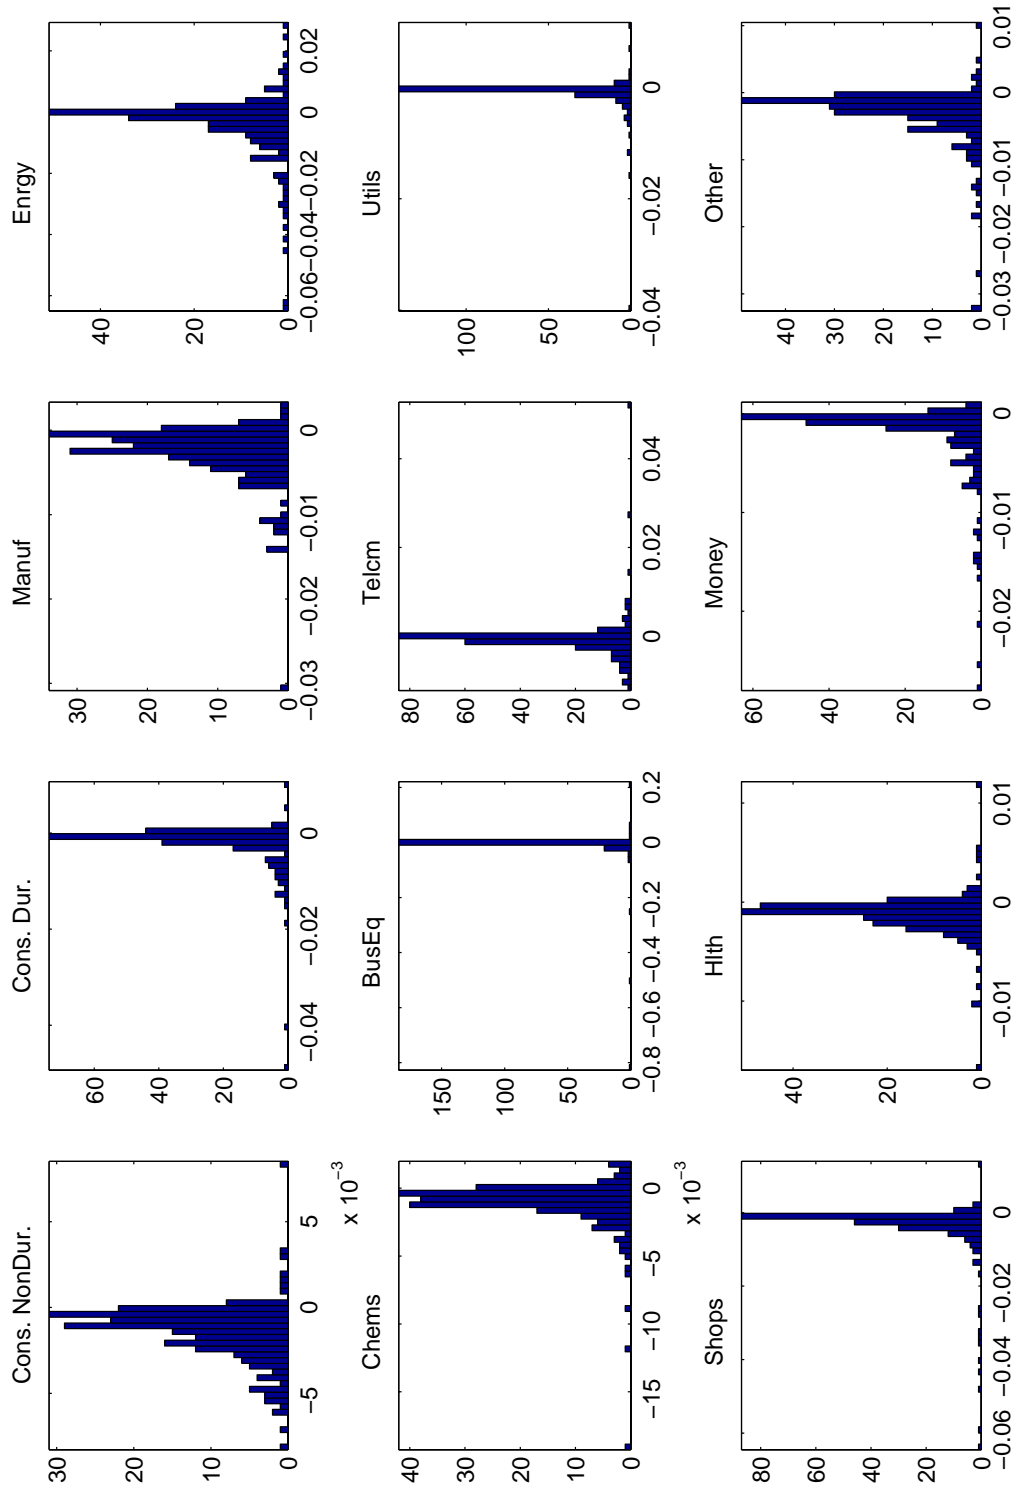 Cons. NonDur.
30
20
10
0
−5 0 5
x 10⁻³
Cons. Dur.
60
40
20
0
−0.04 −0.02 0
Manuf
30
20
10
0
−0.03 −0.02 −0.01 0
Enrgy
40
20
0
−0.06 −0.04 −0.02 0 0.02
Chems
40
30
20
10
0
−15 −10 −5 0
x 10⁻³
BusEq
150
100
50
0
−0.8 −0.6 −0.4 −0.2 0 0.2
Telcm
80
60
40
20
0
0 0.02 0.04
Utils
100
50
0
−0.04 −0.02 0
Shops
80
60
40
20
0
−0.06 −0.04 −0.02 0
Hlth
40
20
0
−0.01 0 0.01
Money
60
40
20
0
−0.02 −0.01 0
Other
40
30
20
10
0
−0.03 −0.02 −0.01 0 0.01